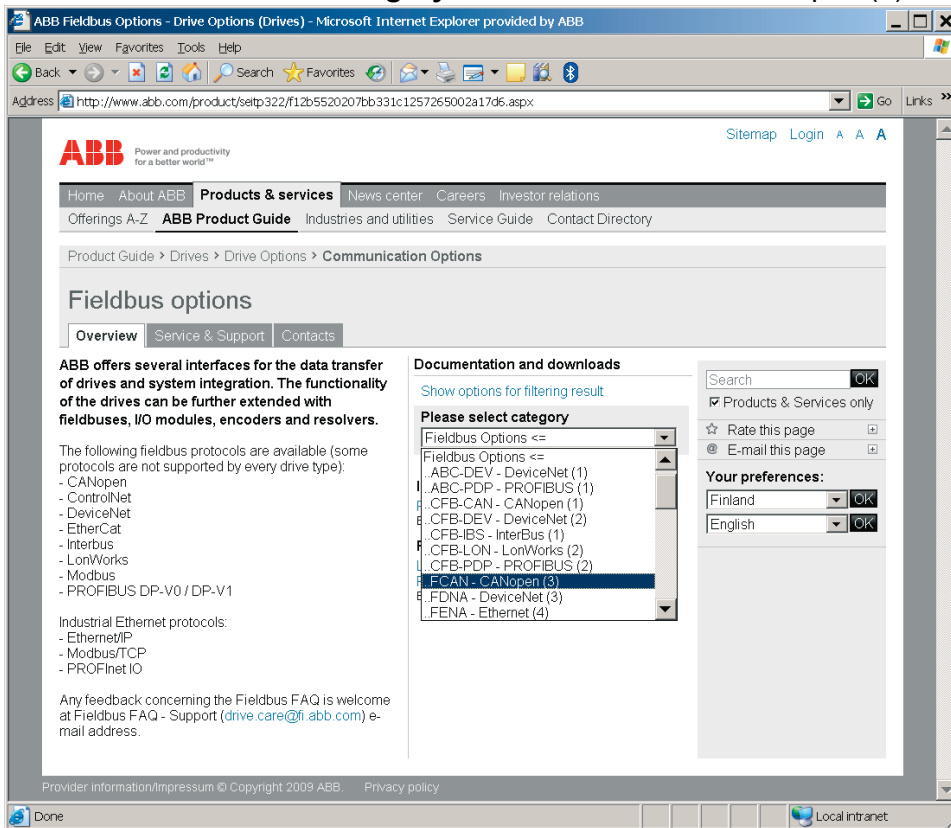 ABB Fieldbus Options - Drive Options (Drives) - Microsoft Internet Explorer provided by ABB
File Edit View Favorites Tools Help
Back Search Favorites
Address http://www.abb.com/product/seitp322/f12b5520207bb331c1257265002a17d6.aspx Go Links »
Sitemap Login A A A
ABB Power and productivity
for a better world™
Home About ABB Products & services News center Careers Investor relations
Offerings A-Z ABB Product Guide Industries and utilities Service Guide Contact Directory
Product Guide > Drives > Drive Options > Communication Options
Fieldbus options
Overview Service & Support Contacts
ABB offers several interfaces for the data transfer
of drives and system integration. The functionality
of the drives can be further extended with
fieldbuses, I/O modules, encoders and resolvers.
The following fieldbus protocols are available (some
protocols are not supported by every drive type):
- CANopen
- ControlNet
- DeviceNet
- EtherCat
- Interbus
- LonWorks
- Modbus
- PROFIBUS DP-V0 / DP-V1
Industrial Ethernet protocols:
- Ethernet/IP
- Modbus/TCP
- PROFInet IO
Any feedback concerning the Fieldbus FAQ is welcome
at Fieldbus FAQ - Support (drive.care@fi.abb.com) e-
mail address.
Documentation and downloads
Show options for filtering result
Please select category
Fieldbus Options <=
Fieldbus Options <=
..ABC-DEV - DeviceNet (1)
..ABC-PDP - PROFIBUS (1)
..CFB-CAN - CANopen (1)
..CFB-DEV - DeviceNet (2)
..CFB-IBS - InterBus (1)
..CFB-LON - LonWorks (2)
..CFB-PDP - PROFIBUS (2)
..FCAN - CANopen (3)
..FDNA - DeviceNet (3)
..FENA - Ethernet (4)
Search OK
Products & Services only
Rate this page
@ E-mail this page
Your preferences:
Finland OK
English OK
Provider information/Impressum © Copyright 2009 ABB. Privacy policy
Done Local intranet